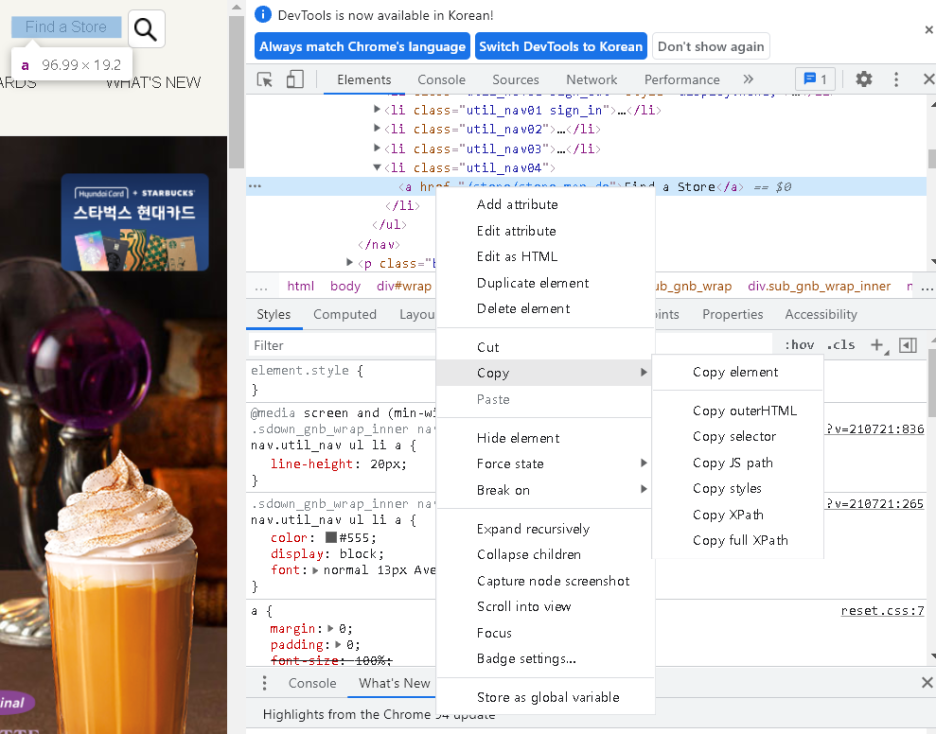 Find a Store
a 96.99 × 19.2
WHAT'S NEW
HyundaiCard + STARBUCKS
스타벅스 현대카드
DevTools is now available in Korean!
Always match Chrome's language Switch DevTools to Korean Don't show again
Elements Console Sources Network Performance » 1
<li class="util_nav01 sign_in">…</li>
<li class="util_nav02">…</li>
<li class="util_nav03">…</li>
<li class="util_nav04">
<a href="/store/store_map.do">Find a Store</a> == $0
</li>
</ul>
</nav>
<p class="b
... html body div#wrap ub_gnb_wrap div.sub_gnb_wrap_inner n ...
Styles Computed Layou oints Properties Accessibility
Filter :hov .cls +
element.style {
}
@media screen and (min-wi
.sdown_gnb_wrap_inner nav ?v=210721:836
nav.util_nav ul li a {
line-height: 20px;
}
.sdown_gnb_wrap_inner nav ?v=210721:265
nav.util_nav ul li a {
color: #555;
display: block;
font: normal 13px Ave
}
a { reset.css:7
margin: 0;
padding: 0;
font-size: 100%;
Console What's New
Highlights from the Chrome 94 update
Add attribute
Edit attribute
Edit as HTML
Duplicate element
Delete element
Cut
Copy
Paste
Hide element
Force state
Break on
Expand recursively
Collapse children
Capture node screenshot
Scroll into view
Focus
Badge settings...
Store as global variable
Copy element
Copy outerHTML
Copy selector
Copy JS path
Copy styles
Copy XPath
Copy full XPath